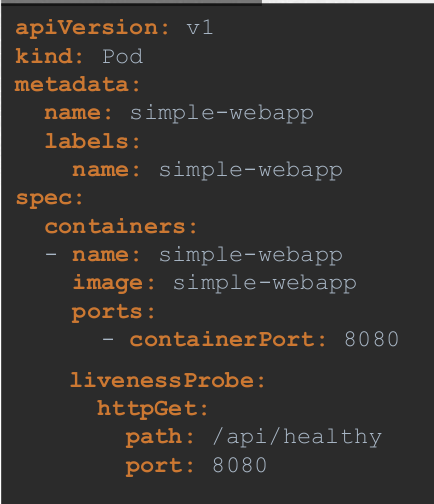 apiVersion: v1
kind: Pod
metadata:
  name: simple-webapp
  labels:
    name: simple-webapp
spec:
  containers:
  - name: simple-webapp
    image: simple-webapp
    ports:
      - containerPort: 8080
    livenessProbe:
      httpGet:
        path: /api/healthy
        port: 8080